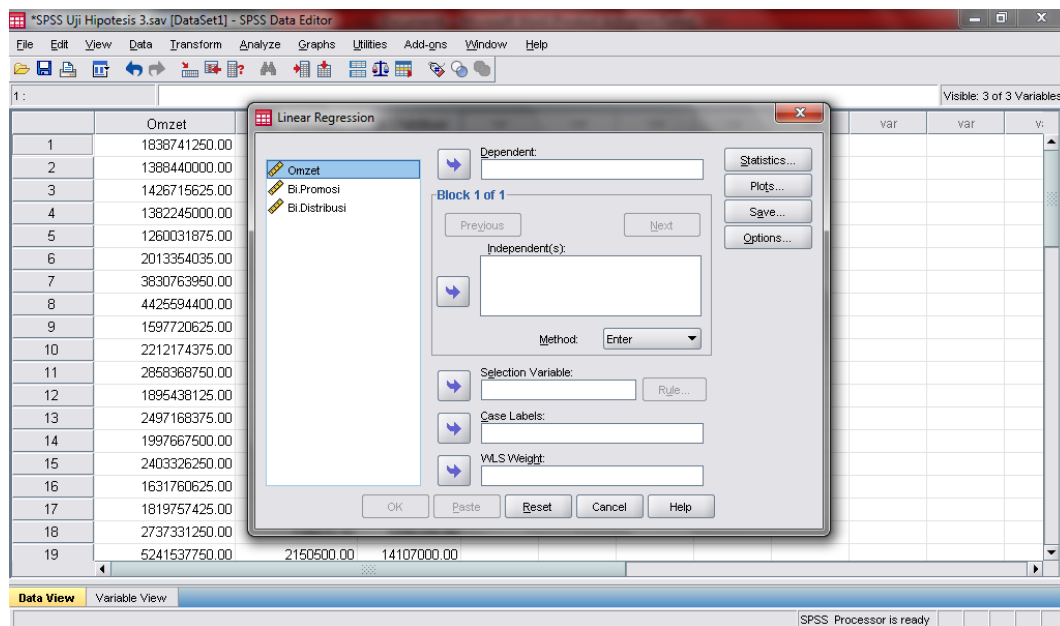 *SPSS Uji Hipotesis 3.sav [DataSet1] - SPSS Data Editor
File Edit View Data Transform Analyze Graphs Utilities Add-ons Window Help
1 :
Visible: 3 of 3 Variables
Omzet var var
1 1838741250.00
2 1388440000.00
3 1426715625.00
4 1382245000.00
5 1260031875.00
6 2013354035.00
7 3830763950.00
8 4425594400.00
9 1597720625.00
10 2212174375.00
11 2858368750.00
12 1895438125.00
13 2497168375.00
14 1997667500.00
15 2403326250.00
16 1631760625.00
17 1819757425.00
18 2737331250.00
19 5241537750.00 2150500.00 14107000.00
Linear Regression
Omzet
Bi.Promosi
Bi.Distribusi
Dependent:
Block 1 of 1
Previous Next
Independent(s):
Method: Enter
Selection Variable:
Rule...
Case Labels:
WLS Weight:
Statistics...
Plots...
Save...
Options...
OK Paste Reset Cancel Help
Data View Variable View
SPSS Processor is ready